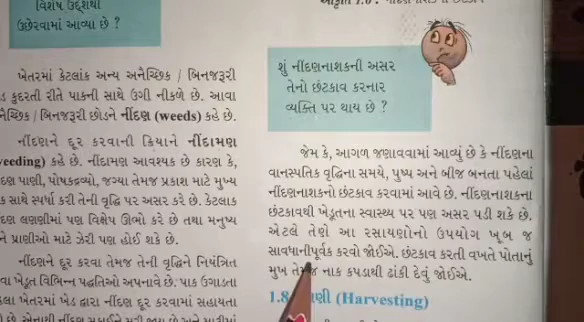 વિશેષ ઉદ્દેશથી
ઉછેરવામાં આવ્યા છે ?
ખેતરમાં કેટલાંક અન્ય અનૈચ્છિક / બિનજરૂરી
કુદરતી રીતે પાકની સાથે ઉગી નીકળે છે. આવા
/ બિનજરૂરી છોડને નીંદણ (weeds) કહે છે.
નીંદણને દૂર કરવાની ક્રિયાને નીંદામણ
(weeding) કહે છે. નીંદામણ આવશ્યક છે કારણ કે,
પાણી, પોષકદ્રવ્યો, જગ્યા તેમજ પ્રકાશ માટે મુખ્ય
સાથે સ્પર્ધા કરી તેની વૃદ્ધિ પર અસર કરે છે. કેટલાક
લણણીમાં પણ વિક્ષેપ ઊભો કરે છે તથા મનુષ્ય
ને પ્રાણીઓ માટે ઝેરી પણ હોઈ શકે છે.
નીંદણને દૂર કરવા તેમજ તેની વૃદ્ધિને નિયંત્રિત
ખેડૂત વિભિન્ન પદ્ધતિઓ અપનાવે છે. પાક ઉગાડતા
ખેતરમાં ખેડ દ્વારા નીંદણ દૂર કરવામાં સહાયતા
શું નીંદણનાશકની અસર
તેનો છંટકાવ કરનાર
વ્યક્તિ પર થાય છે ?
જેમ કે, આગળ જણાવવામાં આવ્યું છે કે નીંદણના
વાનસ્પતિક વૃદ્ધિના સમયે, પુષ્પ અને બીજ બનતા પહેલાં
નીંદણનાશકનો છંટકાવ કરવામાં આવે છે. નીંદણનાશકના
છંટકાવથી ખેડૂતના સ્વાસ્થ્ય પર પણ અસર પડી શકે છે.
એટલે તેણે આ રસાયણોનો ઉપયોગ ખૂબ જ
સાવધાનીપૂર્વક કરવો જોઈએ. છંટકાવ કરતી વખતે પોતાનું
મુખ તેમજ નાક કપડાથી ઢાંકી દેવું જોઈએ.
1.8 (Harvesting)